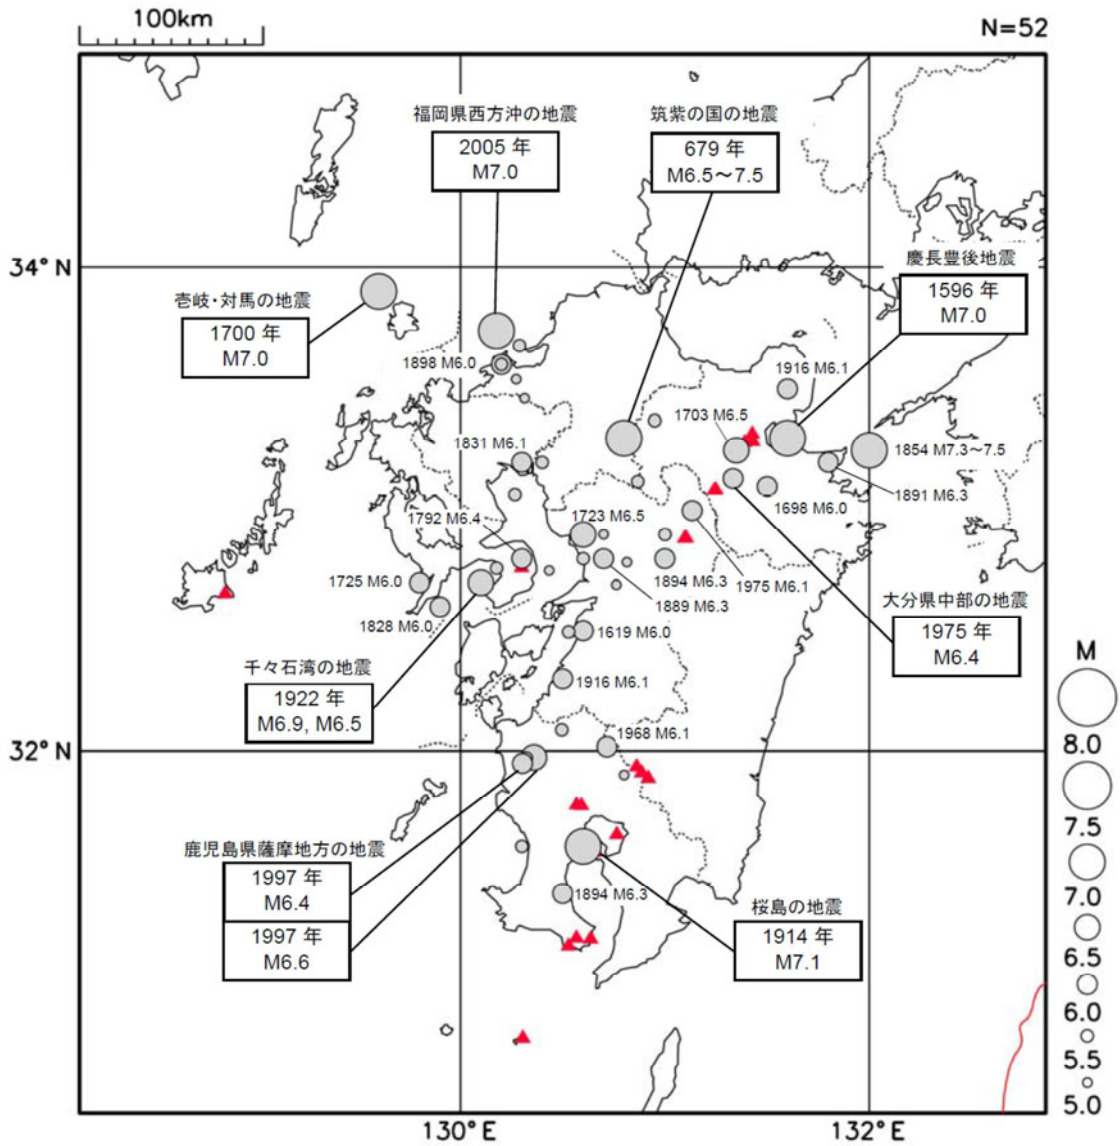 100km
N=52
福岡県西方沖の地震
2005 年
M7.0
筑紫の国の地震
679 年
M6.5～7.5
34°N
慶長豊後地震
1596 年
M7.0
壱岐・対馬の地震
1700 年
M7.0
1898 M6.0
1916 M6.1
1703 M6.5
1831 M6.1
1854 M7.3～7.5
1891 M6.3
1698 M6.0
1792 M6.4
1723 M6.5
1725 M6.0
1894 M6.3
1975 M6.1
1889 M6.3
1828 M6.0
1619 M6.0
大分県中部の地震
1975 年
M6.4
千々石湾の地震
1922 年
M6.9, M6.5
1916 M6.1
1968 M6.1
32°N
鹿児島県薩摩地方の地震
1997 年
M6.4
1997 年
M6.6
1894 M6.3
桜島の地震
1914 年
M7.1
M
8.0
7.5
7.0
6.5
6.0
5.5
5.0
130°E
132°E